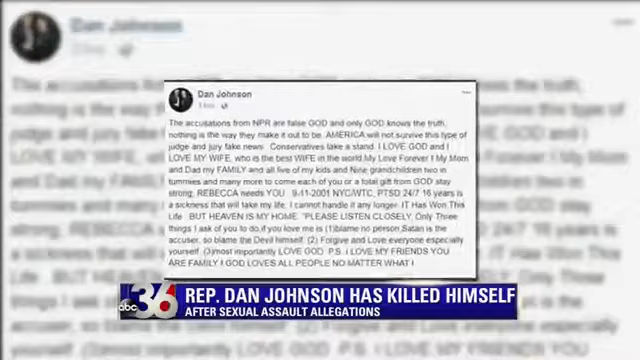 Dan Johnson
Dan Johnson
The accusations from NPR are false GOD and only GOD knows the truth,
nothing is the way they make it out to be. AMERICA will not survive this type of
judge and jury fake news   Conservatives take a stand. I LOVE GOD and I
LOVE MY WIFE, who is the best WIFE in the world,My Love Forever ! My Mom
and Dad my FAMILY and all five of my kids and Nine grandchildren two in
tummies and many more to come each of you or a total gift from GOD stay
strong, REBECCA needs YOU   9-11-2001 NYC/WTC, PTSD 24/7 16 years is
a sickness that will take my life, I cannot handle it any longer. IT Has Won This
Life   BUT HEAVEN IS MY HOME. "PLEASE LISTEN CLOSELY, Only Three
things I ask of you to do,if you love me is (1)blame no person,Satan is the
accuser, so blame the Devil himself. (2) Forgive and Love everyone especially
yourself. (3)most importantly LOVE GOD   P.S. I LOVE MY FRIENDS YOU
ARE FAMILY ! GOD LOVES ALL PEOPLE NO MATTER WHAT !
abc 36
REP. DAN JOHNSON HAS KILLED HIMSELF
AFTER SEXUAL ASSAULT ALLEGATIONS